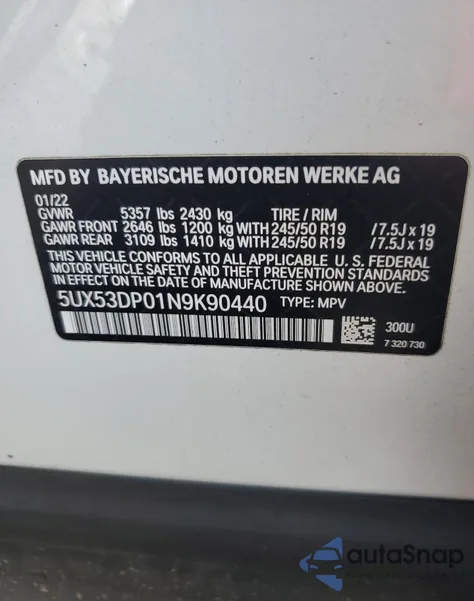 MFD BY BAYERISCHE MOTOREN WERKE AG
01/22
GVWR 5357 lbs 2430 kg TIRE / RIM
GAWR FRONT 2646 lbs 1200 kg WITH 245/50 R19 / 7.5J x 19
GAWR REAR 3109 lbs 1410 kg WITH 245/50 R19 / 7.5J x 19
THIS VEHICLE CONFORMS TO ALL APPLICABLE U. S. FEDERAL
MOTOR VEHICLE SAFETY AND THEFT PREVENTION STANDARDS
IN EFFECT ON THE DATE OF MANUFACTURE SHOWN ABOVE.
5UX53DP01N9K90440 TYPE: MPV
300U
7 320 730
autoSnap